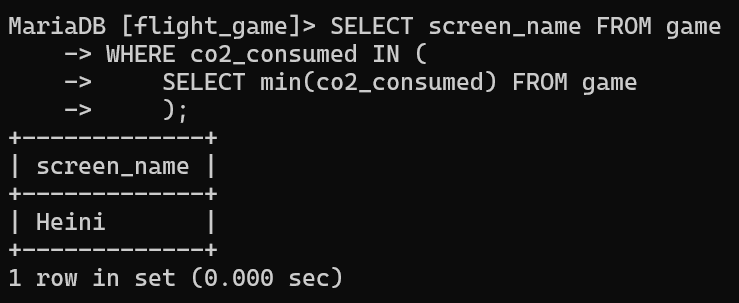 MariaDB [flight_game]> SELECT screen_name FROM game
    -> WHERE co2_consumed IN (
    ->     SELECT min(co2_consumed) FROM game
    ->     );
+-------------+
| screen_name |
+-------------+
| Heini       |
+-------------+
1 row in set (0.000 sec)